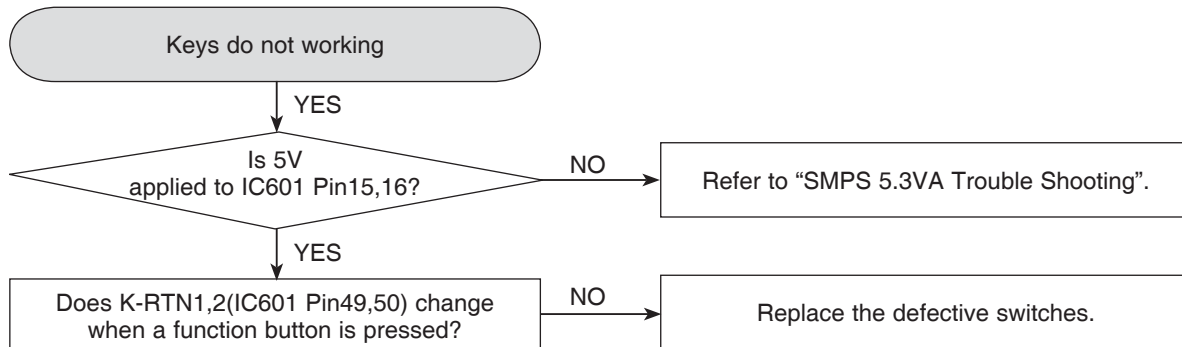 Keys do not working
YES
Is 5V
applied to IC601 Pin15,16?
NO
Refer to “SMPS 5.3VA Trouble Shooting”.
YES
Does K-RTN1,2(IC601 Pin49,50) change
when a function button is pressed?
NO
Replace the defective switches.